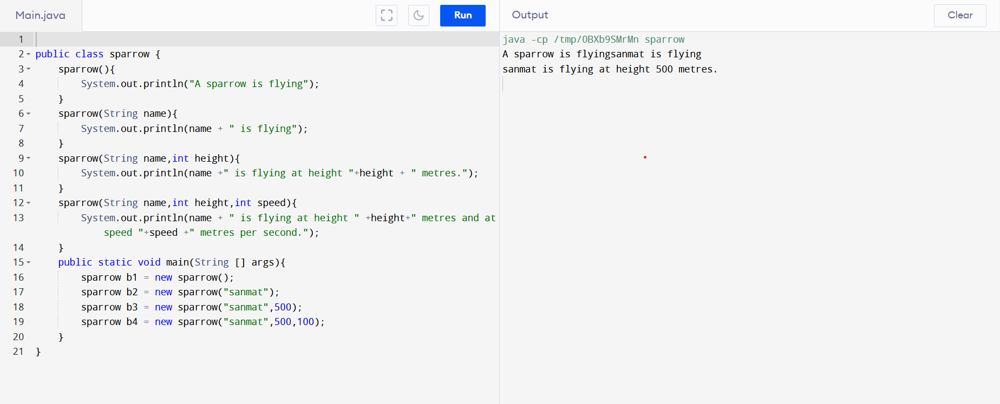 Main.java
Run
Output
Clear
1
2 public class sparrow {
3     sparrow(){
4         System.out.println("A sparrow is flying");
5     }
6     sparrow(String name){
7         System.out.println(name + " is flying");
8     }
9     sparrow(String name,int height){
10         System.out.println(name +" is flying at height "+height + " metres.");
11     }
12     sparrow(String name,int height,int speed){
13         System.out.println(name + " is flying at height " +height+" metres and at
            speed "+speed +" metres per second.");
14     }
15     public static void main(String [] args){
16         sparrow b1 = new sparrow();
17         sparrow b2 = new sparrow("sanmat");
18         sparrow b3 = new sparrow("sanmat",500);
19         sparrow b4 = new sparrow("sanmat",500,100);
20     }
21 }
java -cp /tmp/OBXb9SMrMn sparrow
A sparrow is flyingsanmat is flying
sanmat is flying at height 500 metres.